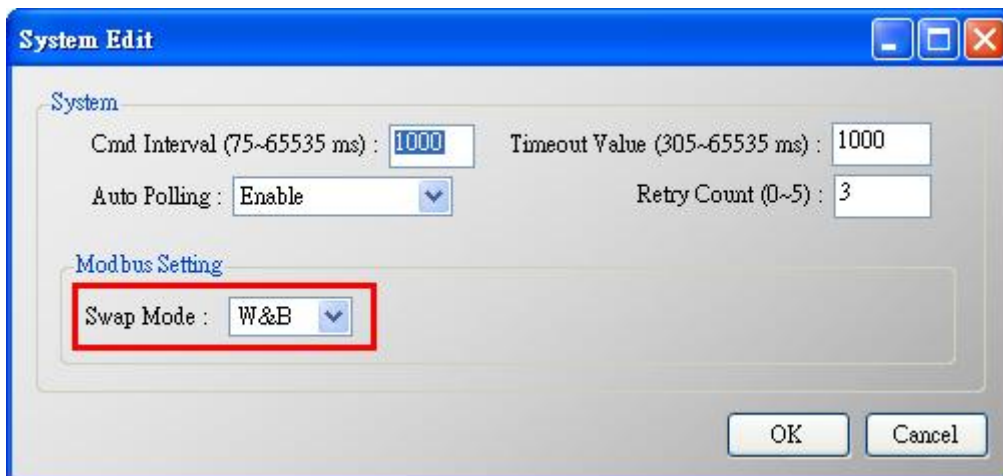 System Edit
System
Cmd Interval (75~65535 ms) : 1000 Timeout Value (305~65535 ms) : 1000
Auto Polling : Enable Retry Count (0~5) : 3
Modbus Setting
Swap Mode : W&B
OK Cancel